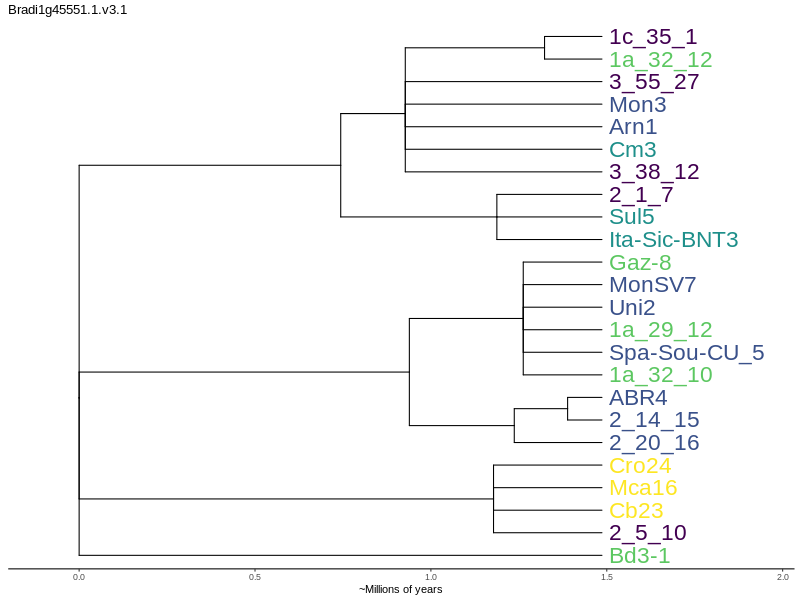 Bradi1g45551.1.v3.1
1c_35_1
1a_32_12
3_55_27
Mon3
Arn1
Cm3
3_38_12
2_1_7
Sul5
Ita-Sic-BNT3
Gaz-8
MonSV7
Uni2
1a_29_12
Spa-Sou-CU_5
1a_32_10
ABR4
2_14_15
2_20_16
Cro24
Mca16
Cb23
2_5_10
Bd3-1
0.0 0.5 1.0 1.5 2.0
~Millions of years